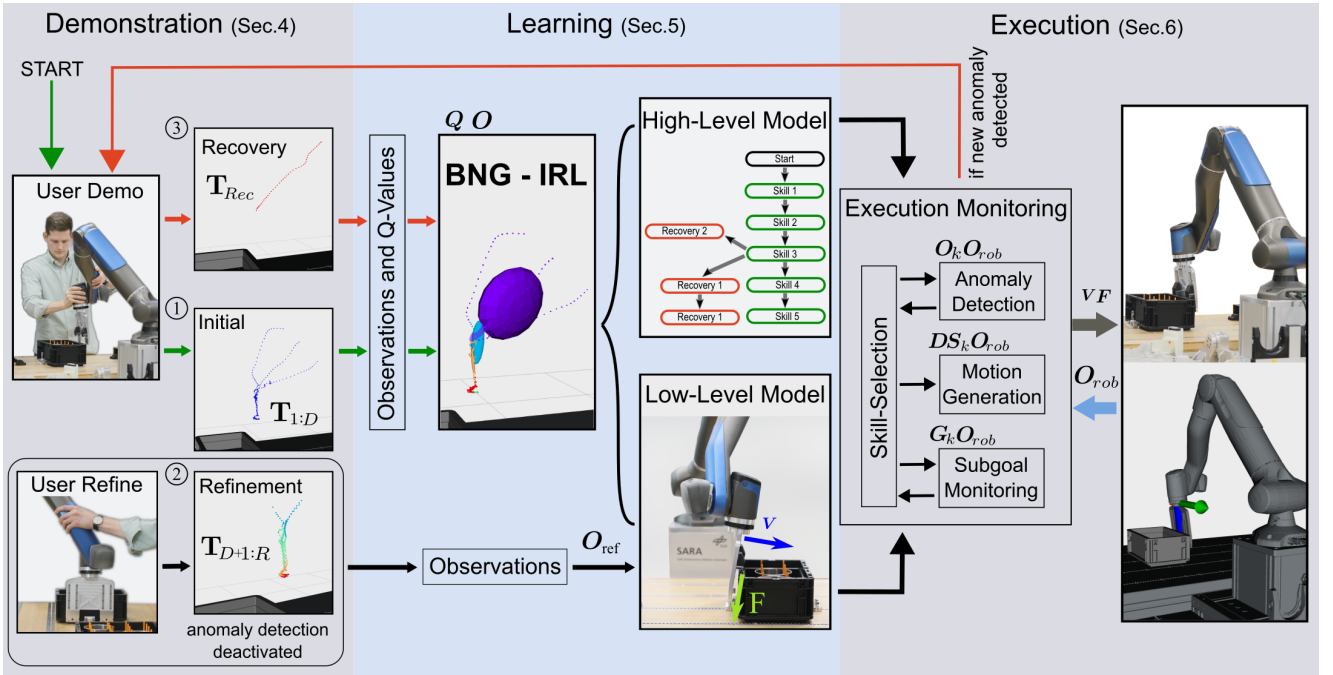 Demonstration (Sec.4)
Learning (Sec.5)
Execution (Sec.6)
START
User Demo
3
Recovery
T_Rec
1
Initial
T_1:D
User Refine
2
Refinement
T_D+1:R
anomaly detection
deactivated
Observations and Q-Values
Q O
BNG - IRL
Observations
O_ref
High-Level Model
Start
Skill 1
Skill 2
Recovery 2
Skill 3
Recovery 1
Skill 4
Recovery 1
Skill 5
Low-Level Model
V
SARA
F
if new anomaly
detected
Execution Monitoring
Skill-Selection
O_k O_rob
Anomaly
Detection
DS_k O_rob
Motion
Generation
G_k O_rob
Subgoal
Monitoring
V F
O_rob